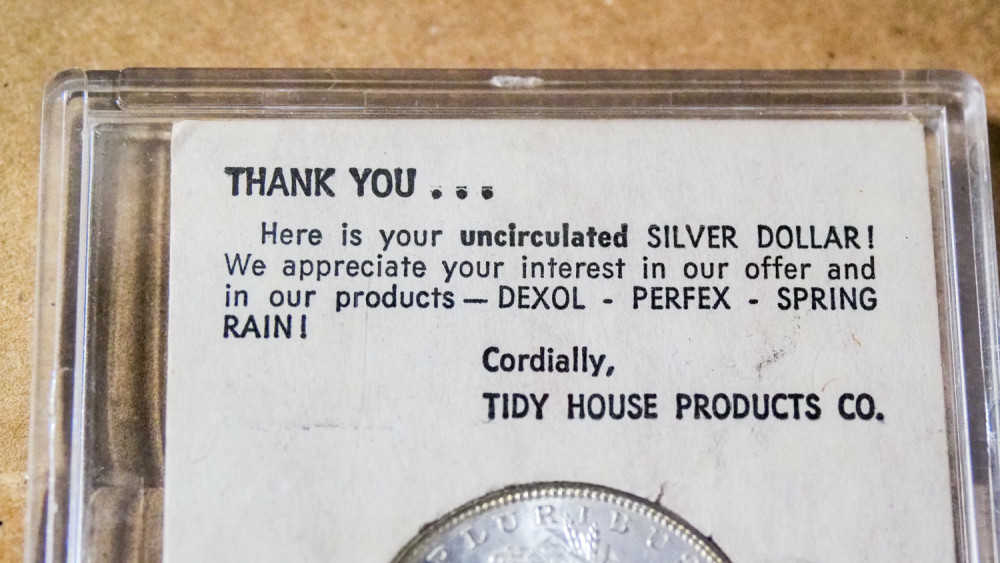 THANK YOU . . .
Here is your uncirculated SILVER DOLLAR!
We appreciate your interest in our offer and
in our products — DEXOL - PERFEX - SPRING
RAIN!
Cordially,
TIDY HOUSE PRODUCTS CO.
PLURIBU